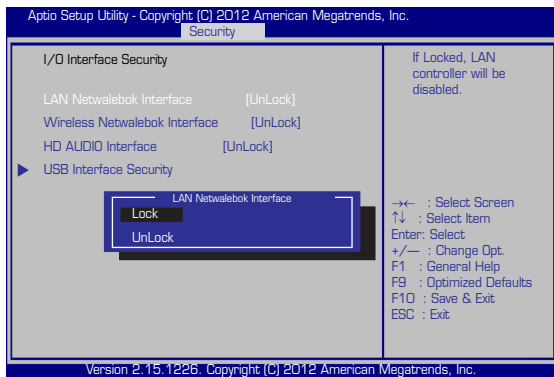 Aptio Setup Utility - Copyright (C) 2012 American Megatrends, Inc.
Security
I/O Interface Security
LAN Netwalebok Interface [UnLock]
Wireless Netwalebok Interface [UnLock]
HD AUDIO Interface [UnLock]
USB Interface Security
LAN Netwalebok Interface
Lock
UnLock
If Locked, LAN
controller will be
disabled.
→← : Select Screen
↑↓ : Select Item
Enter: Select
+/— : Change Opt.
F1 : General Help
F9 : Optimized Defaults
F10 : Save & Exit
ESC : Exit
Version 2.15.1226. Copyright (C) 2012 American Megatrends, Inc.